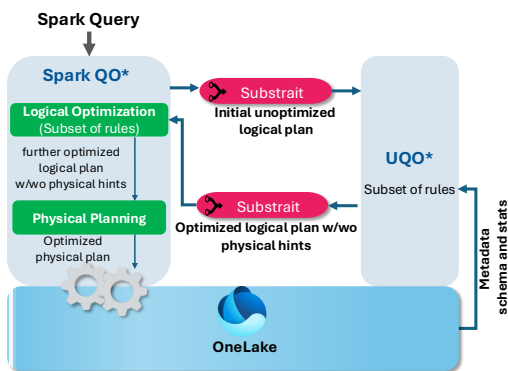 Spark Query
Spark QO*
Logical Optimization
(Subset of rules)
further optimized
logical plan
w/wo physical hints
Physical Planning
Optimized
physical plan
Substrait
Initial unoptimized
logical plan
Substrait
Optimized logical plan w/wo
physical hints
UQO*
Subset of rules
Metadata
schema and stats
OneLake